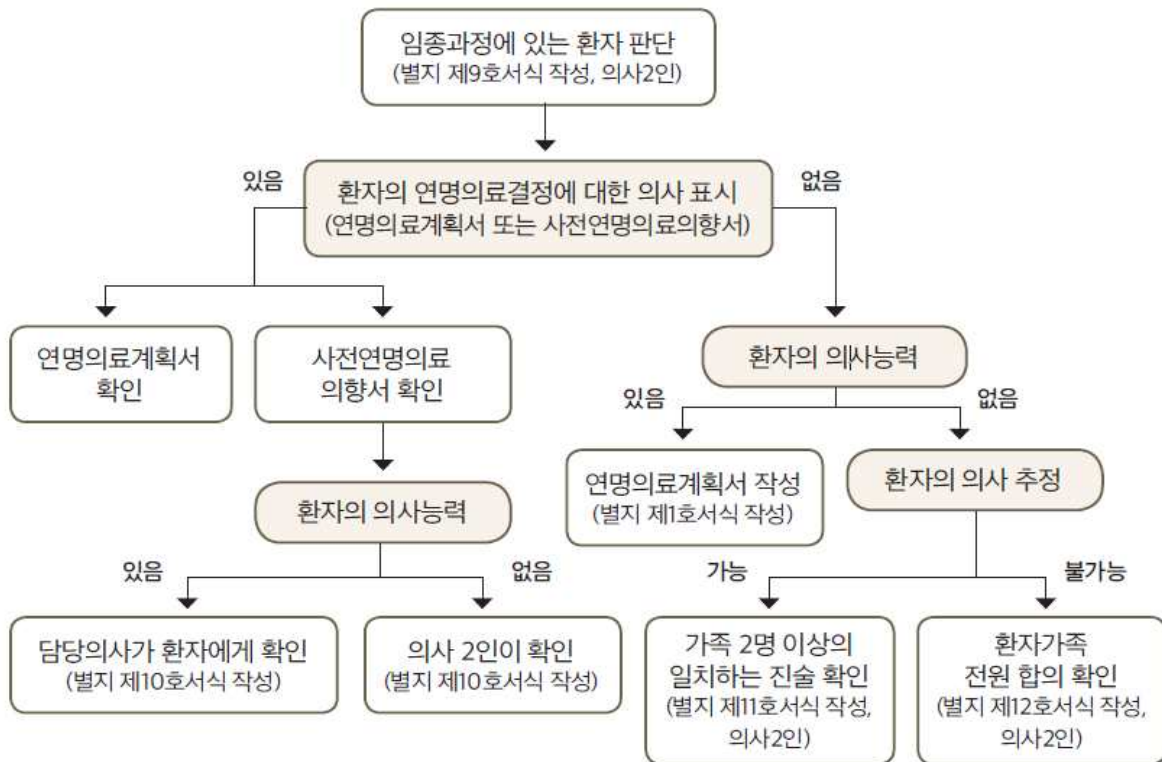 임종과정에 있는 환자 판단
(별지 제9호서식 작성, 의사2인)
있음
환자의 연명의료결정에 대한 의사 표시
(연명의료계획서 또는 사전연명의료의향서)
없음
연명의료계획서
확인
사전연명의료
의향서 확인
환자의 의사능력
있음
없음
담당의사가 환자에게 확인
(별지 제10호서식 작성)
의사 2인이 확인
(별지 제10호서식 작성)
환자의 의사능력
있음
없음
연명의료계획서 작성
(별지 제1호서식 작성)
환자의 의사 추정
가능
불가능
가족 2명 이상의
일치하는 진술 확인
(별지 제11호서식 작성,
의사2인)
환자가족
전원 합의 확인
(별지 제12호서식 작성,
의사2인)